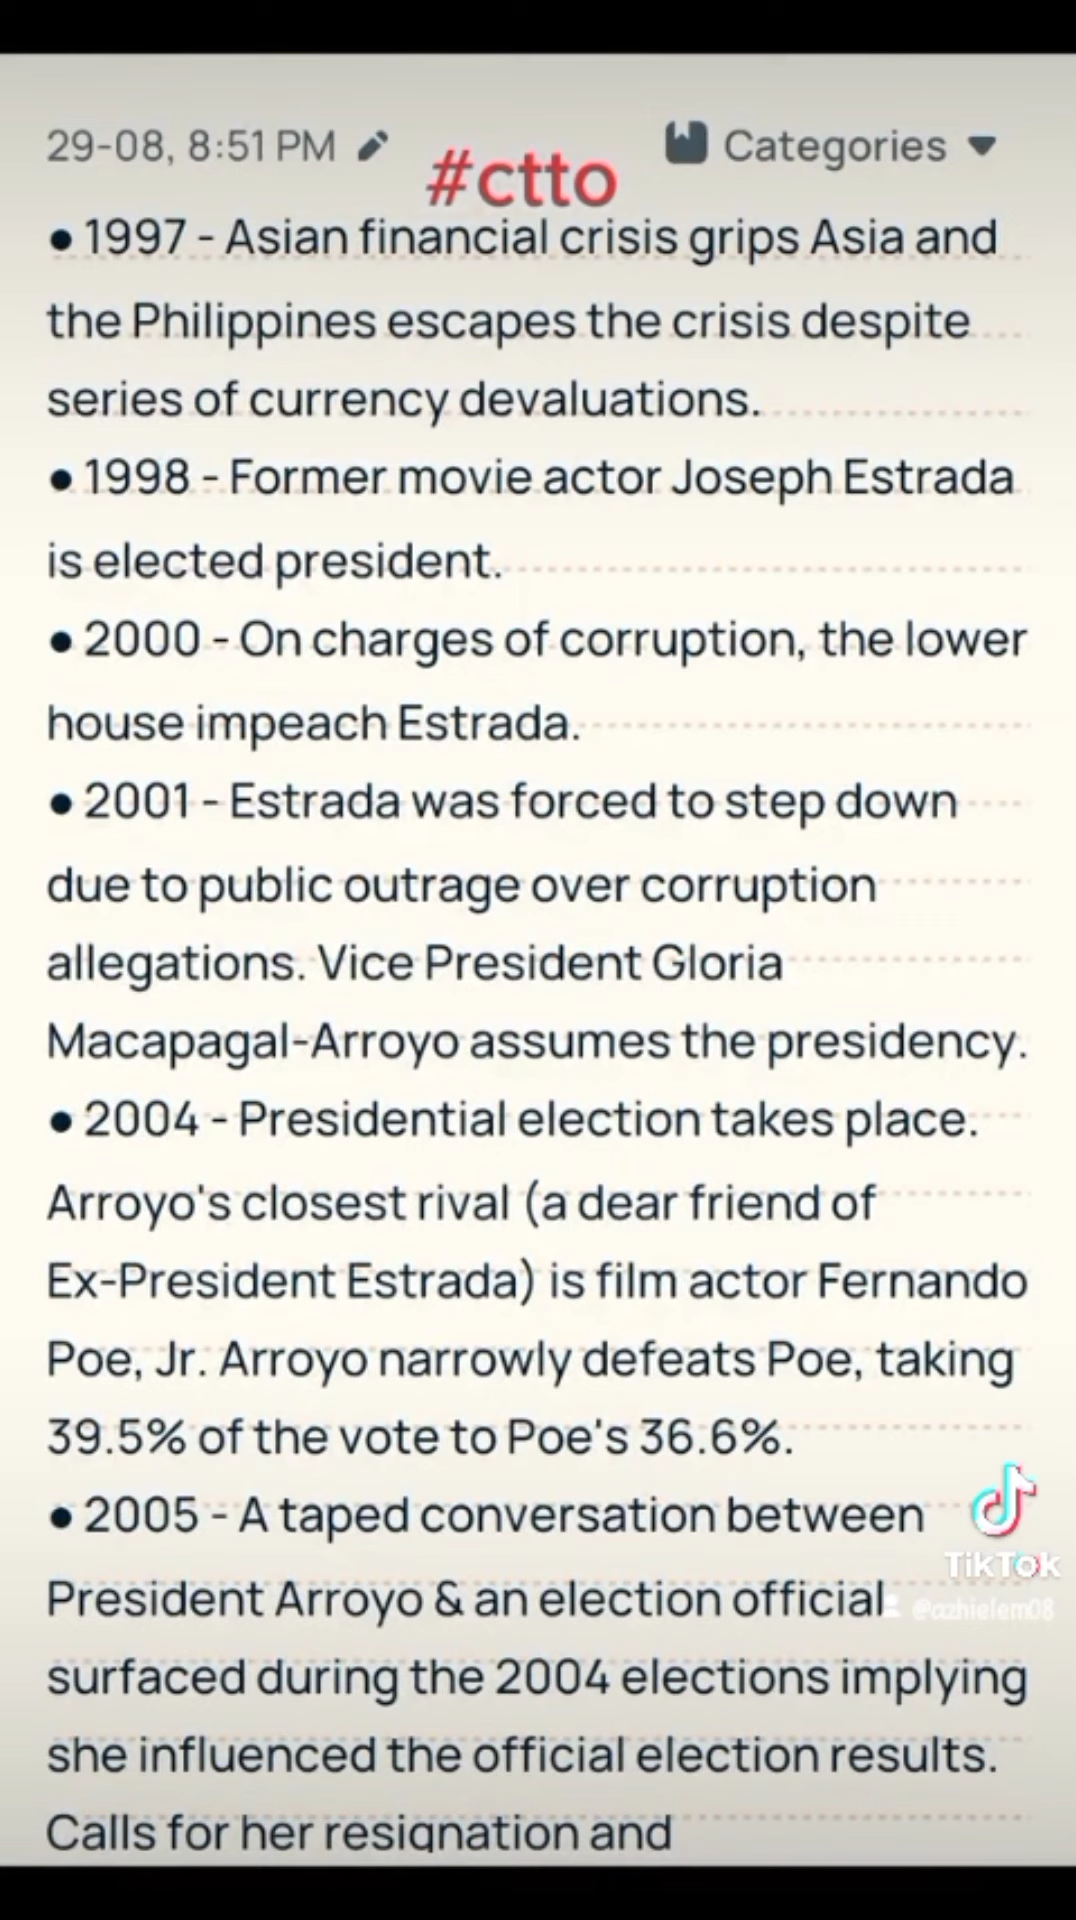 29-08, 8:51 PM
Categories
#ctto
● 1997 - Asian financial crisis grips Asia and
the Philippines escapes the crisis despite
series of currency devaluations.
● 1998 - Former movie actor Joseph Estrada
is elected president.
● 2000 - On charges of corruption, the lower
house impeach Estrada.
● 2001 - Estrada was forced to step down
due to public outrage over corruption
allegations. Vice President Gloria
Macapagal-Arroyo assumes the presidency.
● 2004 - Presidential election takes place.
Arroyo's closest rival (a dear friend of
Ex-President Estrada) is film actor Fernando
Poe, Jr. Arroyo narrowly defeats Poe, taking
39.5% of the vote to Poe's 36.6%.
● 2005 - A taped conversation between
TikTok
President Arroyo & an election official
@azhielem08
surfaced during the 2004 elections implying
she influenced the official election results.
Calls for her resignation and